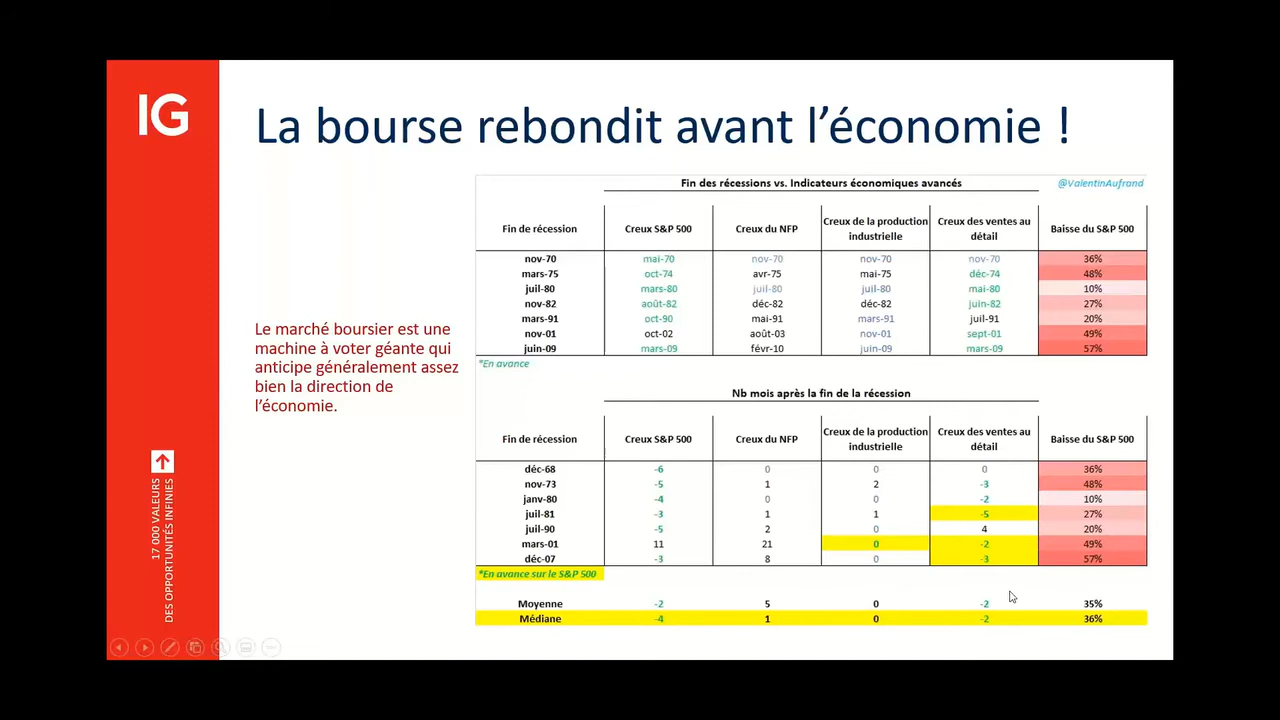 IG
La bourse rebondit avant l'économie !
Le marché boursier est une
machine à voter géante qui
anticipe généralement assez
bien la direction de
l'économie.
17 000 VALEURS
DES OPPORTUNITÉS INFINIES
Fin des récessions vs. Indicateurs économiques avancés
@ValentinAufrand
Fin de récession Creux S&P 500 Creux du NFP Creux de la production industrielle Creux des ventes au détail Baisse du S&P 500
nov-70 mai-70 nov-70 nov-70 nov-70 36%
mars-75 oct-74 avr-75 mai-75 déc-74 48%
juil-80 mars-80 juil-80 juil-80 mai-80 10%
nov-82 août-82 déc-82 déc-82 juin-82 27%
mars-91 oct-90 mai-91 mars-91 juil-91 20%
nov-01 oct-02 août-03 nov-01 sept-01 49%
juin-09 mars-09 févr-10 juin-09 mars-09 57%
*En avance
Nb mois après la fin de la récession
Fin de récession Creux S&P 500 Creux du NFP Creux de la production industrielle Creux des ventes au détail Baisse du S&P 500
déc-68 -6 0 0 0 36%
nov-73 -5 1 2 -3 48%
janv-80 -4 0 0 -2 10%
juil-81 -3 1 1 -5 27%
juil-90 -5 2 0 4 20%
mars-01 11 21 0 -2 49%
déc-07 -3 8 0 -3 57%
*En avance sur le S&P 500
Moyenne -2 5 0 -2 35%
Médiane -4 1 0 -2 36%